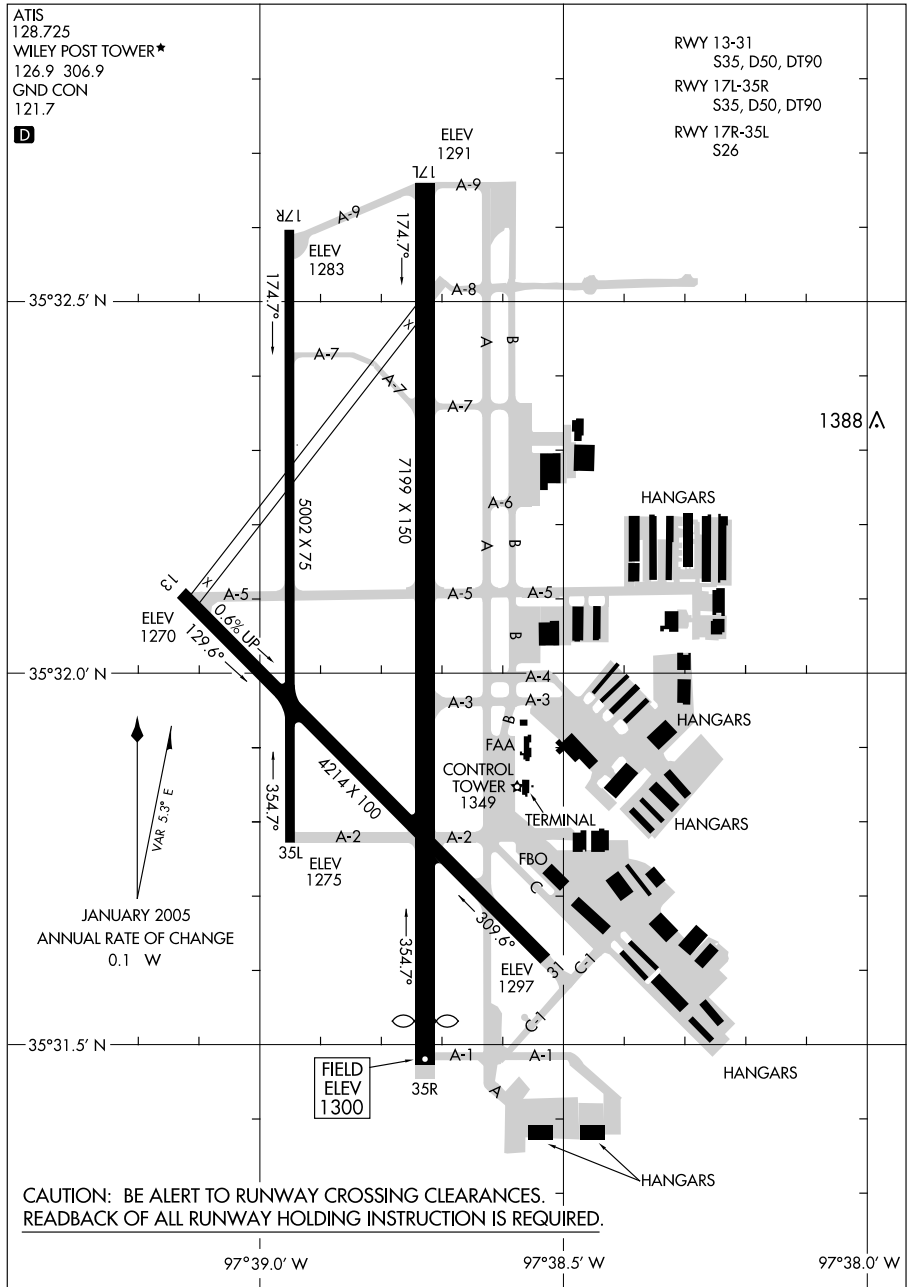 ATIS
128.725
WILEY POST TOWER★
126.9 306.9
GND CON
121.7
D
RWY 13-31
S35, D50, DT90
RWY 17L-35R
S35, D50, DT90
RWY 17R-35L
S26
ELEV
1291
17L
A-9
A-9
17R
174.7°
ELEV
1283
174.7°
A-8
35°32.5' N
X
A
B
A-7
A-7
A-7
1388
7199 X 150
5002 X 75
A-6
HANGARS
A
B
13
X
A-5
A-5
A-5
0.6% UP
ELEV
1270
129.6°
B
35°32.0' N
A-4
A-3
A-3
B
HANGARS
FAA
VAR 5.3° E
354.7°
4214 X 100
CONTROL
TOWER
1349
TERMINAL
HANGARS
A-2
A-2
35L
ELEV
1275
FBO
C
JANUARY 2005
ANNUAL RATE OF CHANGE
0.1 W
354.7°
309.6°
ELEV
1297
31
C-1
C-1
35°31.5' N
A-1
A-1
FIELD
ELEV
1300
35R
A
HANGARS
HANGARS
CAUTION: BE ALERT TO RUNWAY CROSSING CLEARANCES.
READBACK OF ALL RUNWAY HOLDING INSTRUCTION IS REQUIRED.
97°39.0' W
97°38.5' W
97°38.0' W